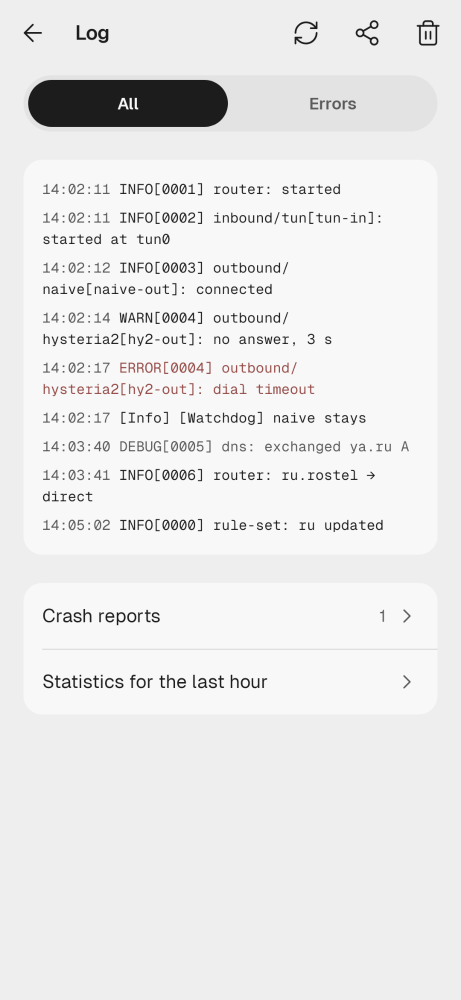 Log
All
Errors
14:02:11 INFO[0001] router: started
14:02:11 INFO[0002] inbound/tun[tun-in]:
started at tun0
14:02:12 INFO[0003] outbound/
naive[naive-out]: connected
14:02:14 WARN[0004] outbound/
hysteria2[hy2-out]: no answer, 3 s
14:02:17 ERROR[0004] outbound/
hysteria2[hy2-out]: dial timeout
14:02:17 [Info] [Watchdog] naive stays
14:03:40 DEBUG[0005] dns: exchanged ya.ru A
14:03:41 INFO[0006] router: ru.rostel →
direct
14:05:02 INFO[0000] rule-set: ru updated
Crash reports 1
Statistics for the last hour